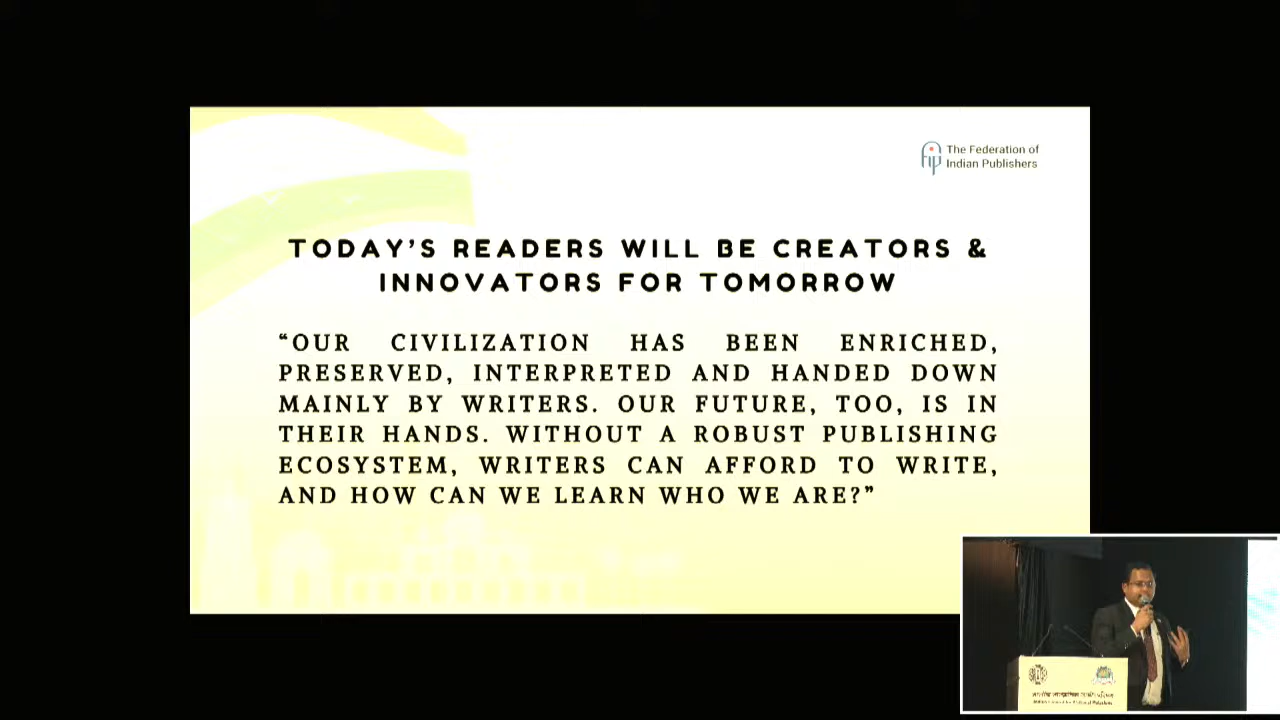 The Federation of
Indian Publishers
TODAY'S READERS WILL BE CREATORS &
INNOVATORS FOR TOMORROW
“OUR CIVILIZATION HAS BEEN ENRICHED,
PRESERVED, INTERPRETED AND HANDED DOWN
MAINLY BY WRITERS. OUR FUTURE, TOO, IS IN
THEIR HANDS. WITHOUT A ROBUST PUBLISHING
ECOSYSTEM, WRITERS CAN AFFORD TO WRITE,
AND HOW CAN WE LEARN WHO WE ARE?”